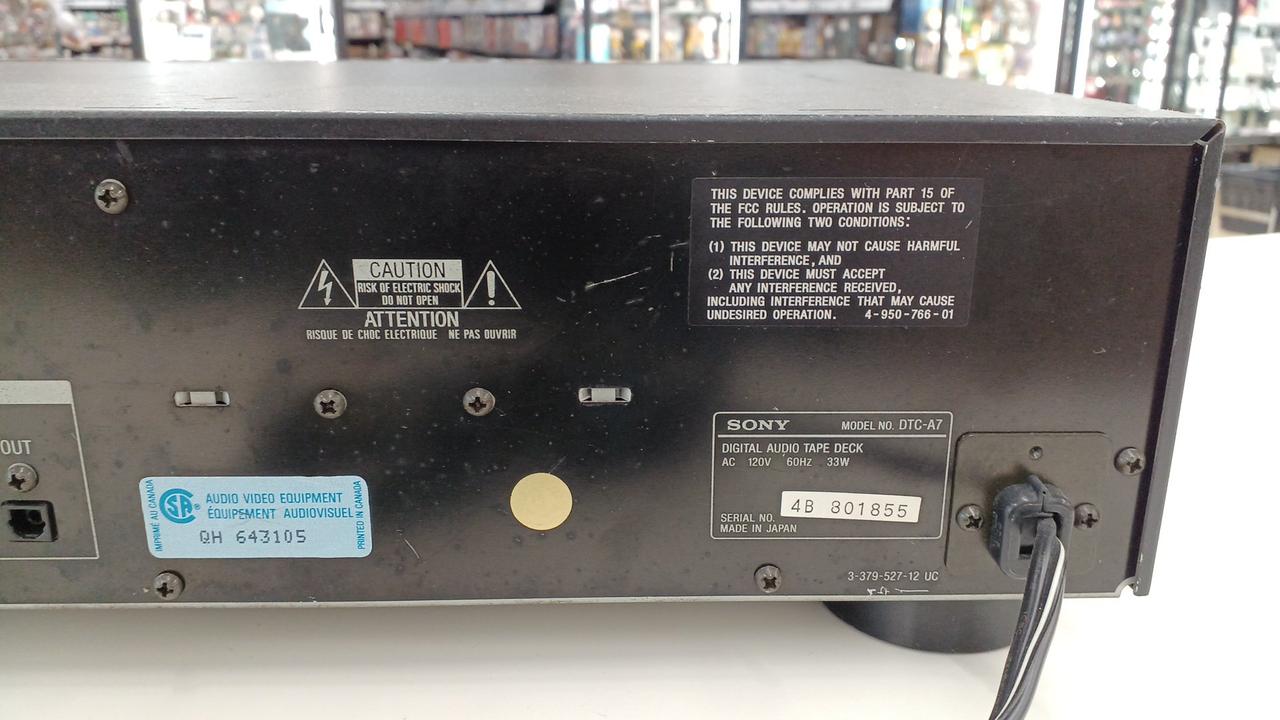 THIS DEVICE COMPLIES WITH PART 15 OF
THE FCC RULES. OPERATION IS SUBJECT TO
THE FOLLOWING TWO CONDITIONS:
(1) THIS DEVICE MAY NOT CAUSE HARMFUL
INTERFERENCE, AND
(2) THIS DEVICE MUST ACCEPT
ANY INTERFERENCE RECEIVED,
INCLUDING INTERFERENCE THAT MAY CAUSE
UNDESIRED OPERATION. 4-950-766-01
CAUTION
RISK OF ELECTRIC SHOCK
DO NOT OPEN
ATTENTION
RISQUE DE CHOC ELECTRIQUE NE PAS OUVRIR
OUT
IMPRIMÉ AU CANADA
AUDIO VIDEO EQUIPMENT
ÉQUIPEMENT AUDIOVISUEL
QH 643105
PRINTED IN CANADA
SONY MODEL NO. DTC-A7
DIGITAL AUDIO TAPE DECK
AC 120V 60Hz 33W
4B 801855
SERIAL NO.
MADE IN JAPAN
3-379-527-12 UC